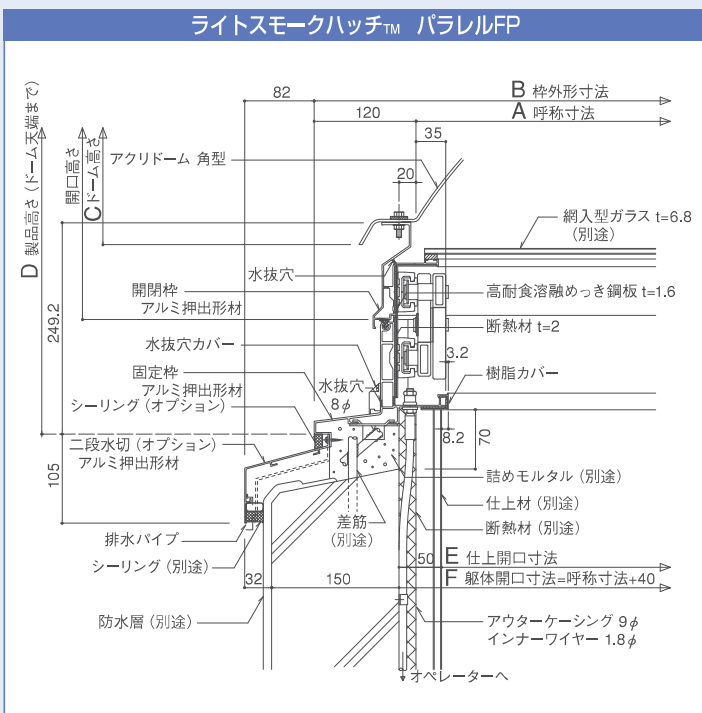 ライトスモークハッチ™ パラレルFP
82
B 枠外形寸法
120
A 呼称寸法
35
20
D 製品高さ(ドーム天端まで)
開口高さ
C ドーム高さ
アクリドーム 角型
網入型ガラス t=6.8
(別途)
水抜穴
開閉枠
アルミ押出形材
高耐食溶融めっき鋼板 t=1.6
249.2
水抜穴カバー
断熱材 t=2
3.2
固定枠
アルミ押出形材
水抜穴
8φ
樹脂カバー
シーリング(オプション)
8.2
70
二段水切(オプション)
アルミ押出形材
105
詰めモルタル(別途)
差筋
(別途)
仕上材(別途)
排水パイプ
断熱材(別途)
シーリング(別途)
50
E 仕上開口寸法
32
150
F 躯体開口寸法=呼称寸法+40
防水層(別途)
アウターケーシング 9φ
インナーワイヤー 1.8φ
オペレーターへ